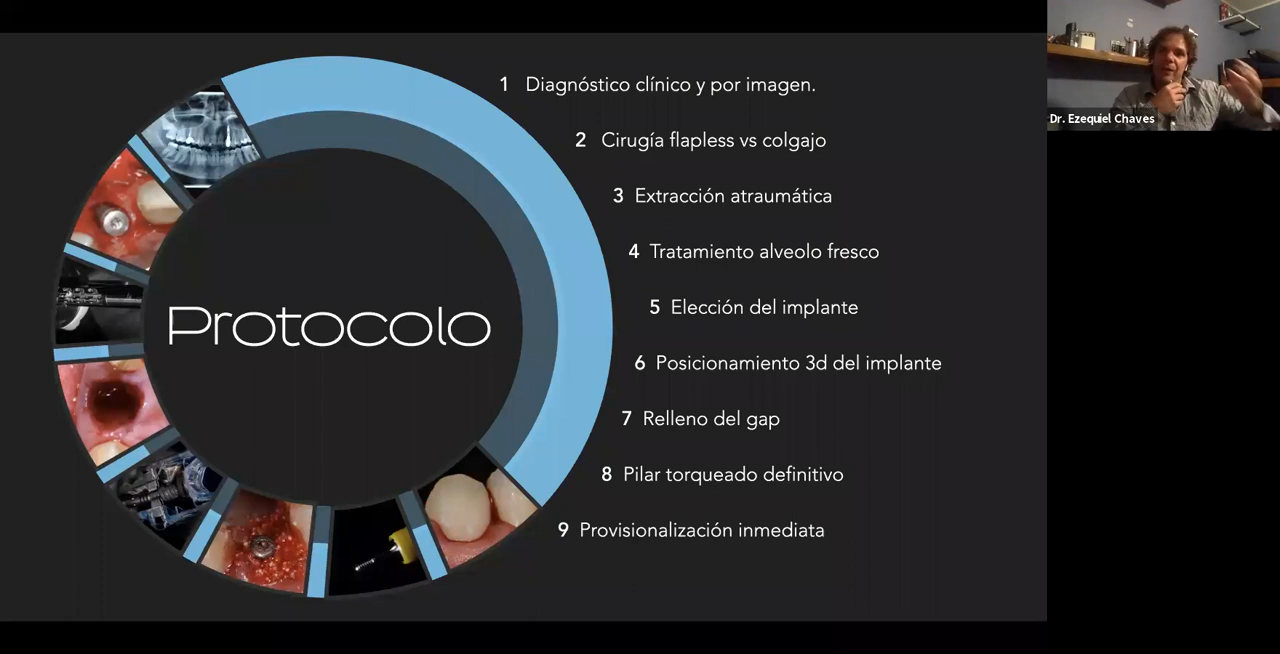 Protocolo
1 Diagnóstico clínico y por imagen.
2 Cirugía flapless vs colgajo
3 Extracción atraumática
4 Tratamiento alveolo fresco
5 Elección del implante
6 Posicionamiento 3d del implante
7 Relleno del gap
8 Pilar torqueado definitivo
9 Provisionalización inmediata
Dr. Ezequiel Chaves